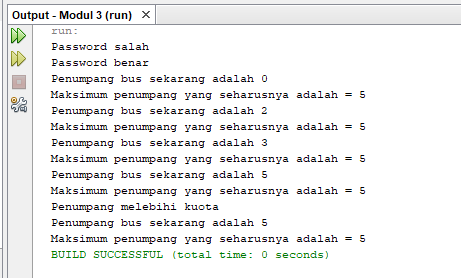 Output - Modul 3 (run)
run:
Password salah
Password benar
Penumpang bus sekarang adalah 0
Maksimum penumpang yang seharusnya adalah = 5
Penumpang bus sekarang adalah 2
Maksimum penumpang yang seharusnya adalah = 5
Penumpang bus sekarang adalah 3
Maksimum penumpang yang seharusnya adalah = 5
Penumpang bus sekarang adalah 5
Maksimum penumpang yang seharusnya adalah = 5
Penumpang melebihi kuota
Penumpang bus sekarang adalah 5
Maksimum penumpang yang seharusnya adalah = 5
BUILD SUCCESSFUL (total time: 0 seconds)